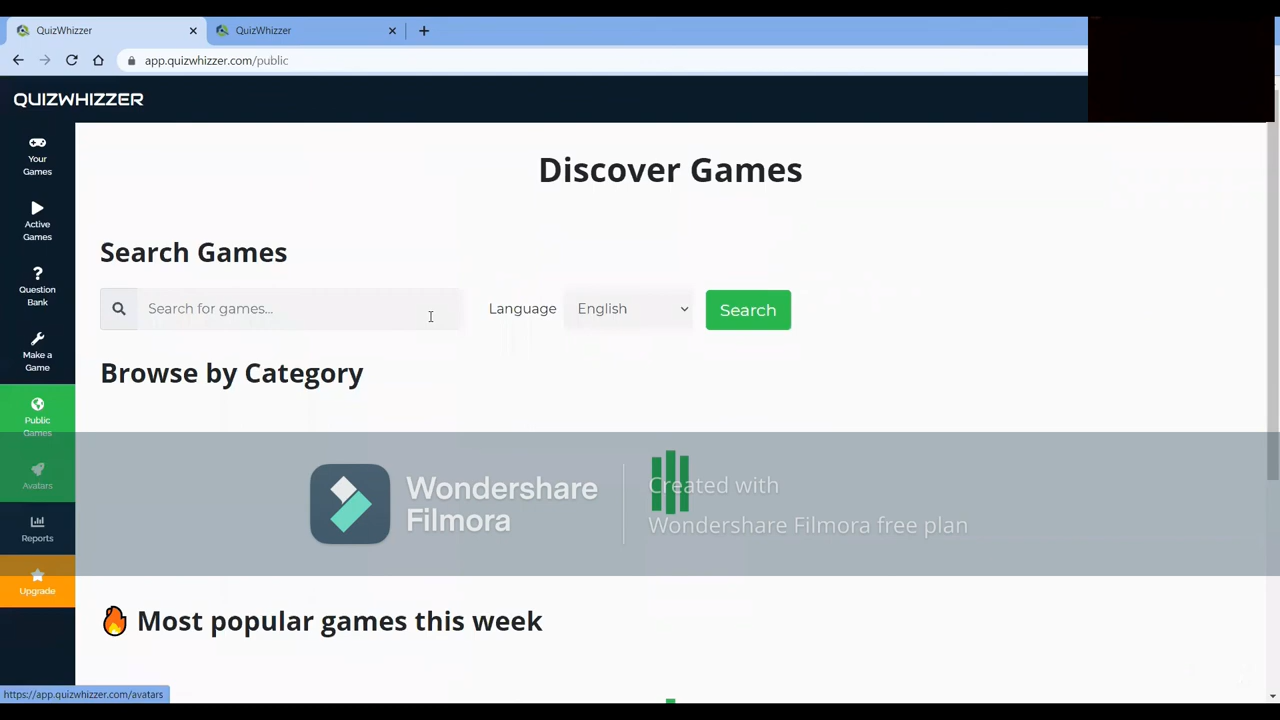 QuizWhizzer
QuizWhizzer
app.quizwhizzer.com/public
QUIZWHIZZER
Your
Games
Active
Games
Question
Bank
Make a
Game
Public
Games
Avatars
Reports
Upgrade
Discover Games
Search Games
Search for games...
Language
English
Search
Browse by Category
Wondershare
Filmora
Created with
Wondershare Filmora free plan
Most popular games this week
https://app.quizwhizzer.com/avatars